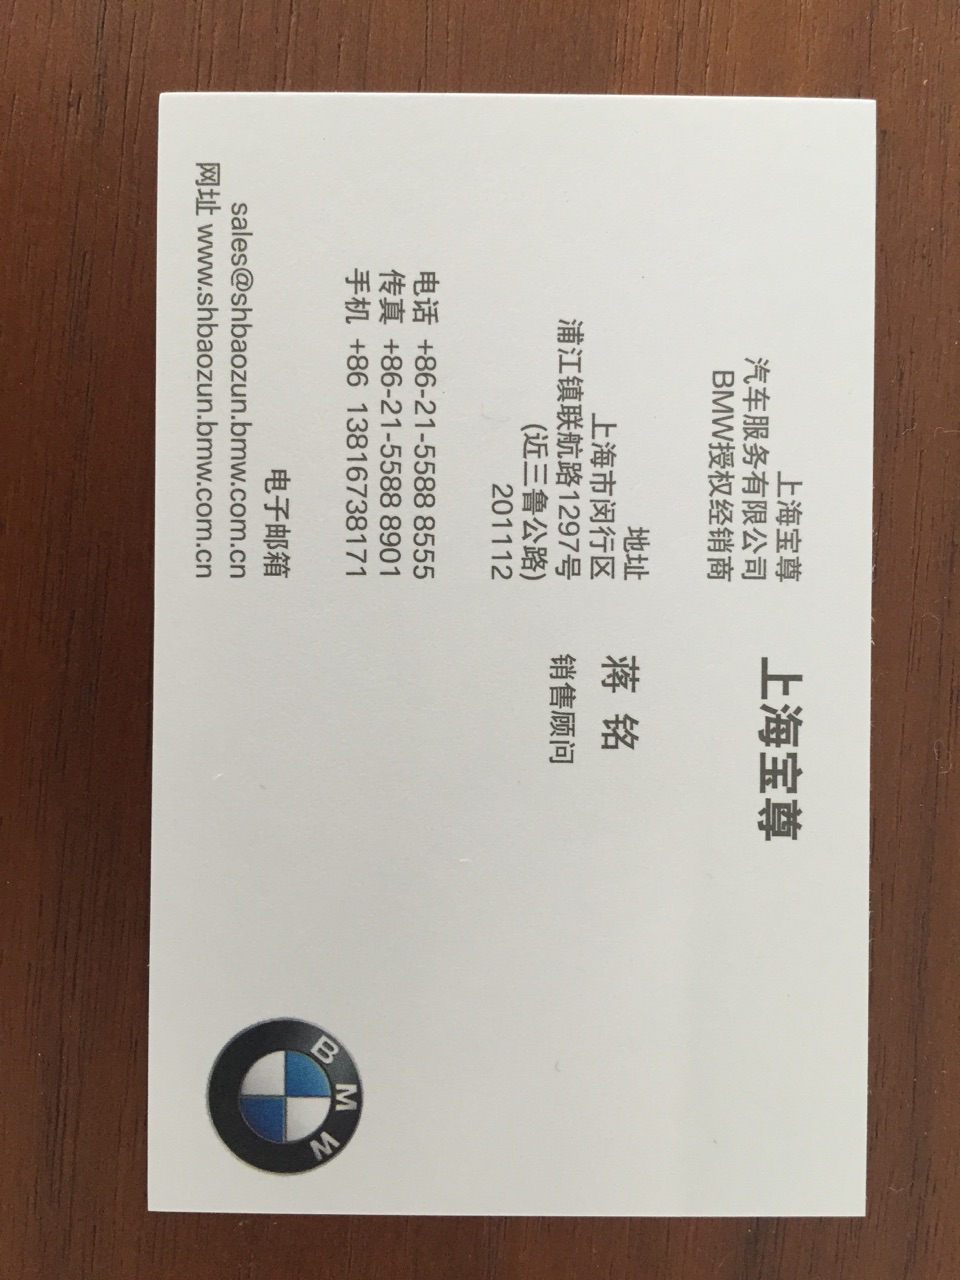 上海宝尊
上海宝尊
汽车服务有限公司
BMW授权经销商
蒋 铭
销售顾问
地址
上海市闵行区
浦江镇联航路1297号
(近三鲁公路)
201112
电话 +86-21-5588 8555
传真 +86-21-5588 8901
手机 +86 13816738171
电子邮箱
sales@shbaozun.bmw.com.cn
网址 www.shbaozun.bmw.com.cn
BMW